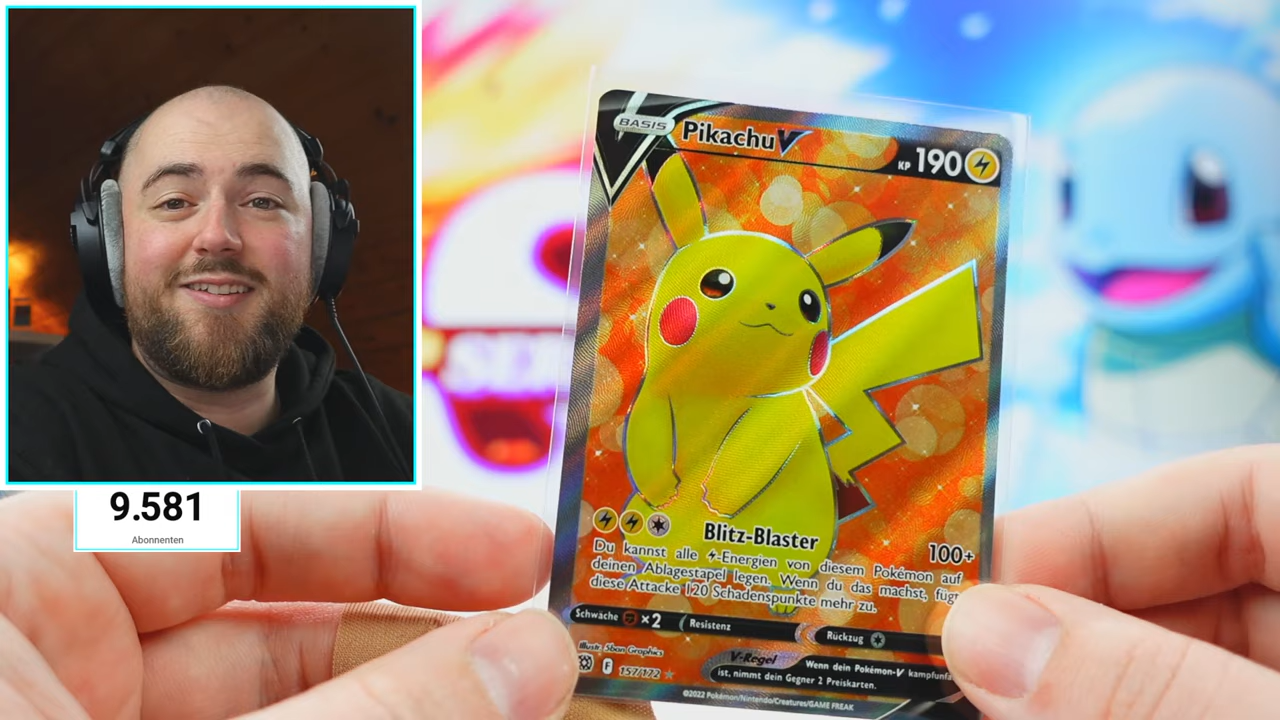 BASIS
Pikachu V
KP 190
9.581
Abonnenten
Blitz-Blaster
100+
Du kannst alle -Energien von diesem Pokémon auf
deinen Ablagestapel legen. Wenn du das machst, fügt
diese Attacke 120 Schadenspunkte mehr zu.
Schwäche ×2
Resistenz
Rückzug
Illustr. 5ban Graphics
F 157/172
V-Regel
Wenn dein Pokémon-V kampfunfä
ist, nimmt dein Gegner 2 Preiskarten.
©2022 Pokémon/Nintendo/Creatures/GAME FREAK